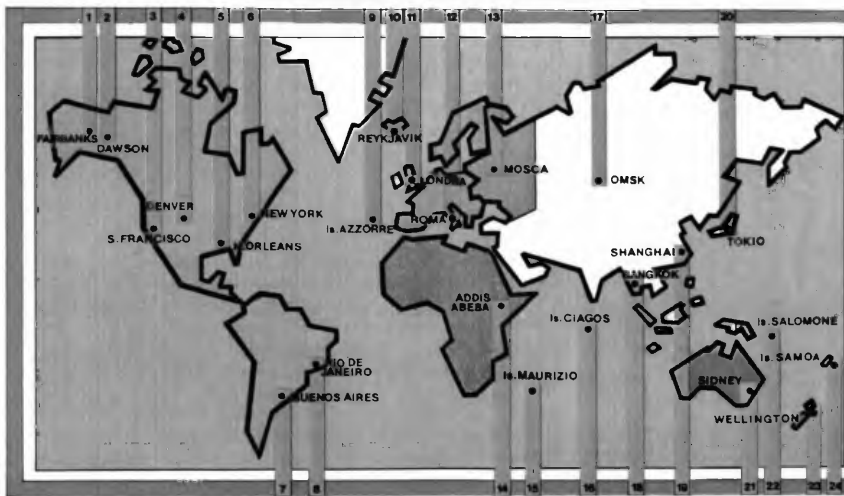 1 2 3 4 5 6 9 10 11 12 13 17 20
FAIRBANKS
DAWSON
REYKJAVIK
MOSCA
LONDRA
OMSK
DENVER
NEW YORK
Is. AZZORRE
ROMA
S. FRANCISCO
N. ORLEANS
SHANGHAI
TOKIO
BANGKOK
ADDIS
ABEBA
Is. CIAGOS
Is. SALOMONE
RIO DE
JANEIRO
Is. SAMOA
Is. MAURIZIO
SIDNEY
BUENOS AIRES
WELLINGTON
7 8 14 15 16 18 19 21 22 23 24